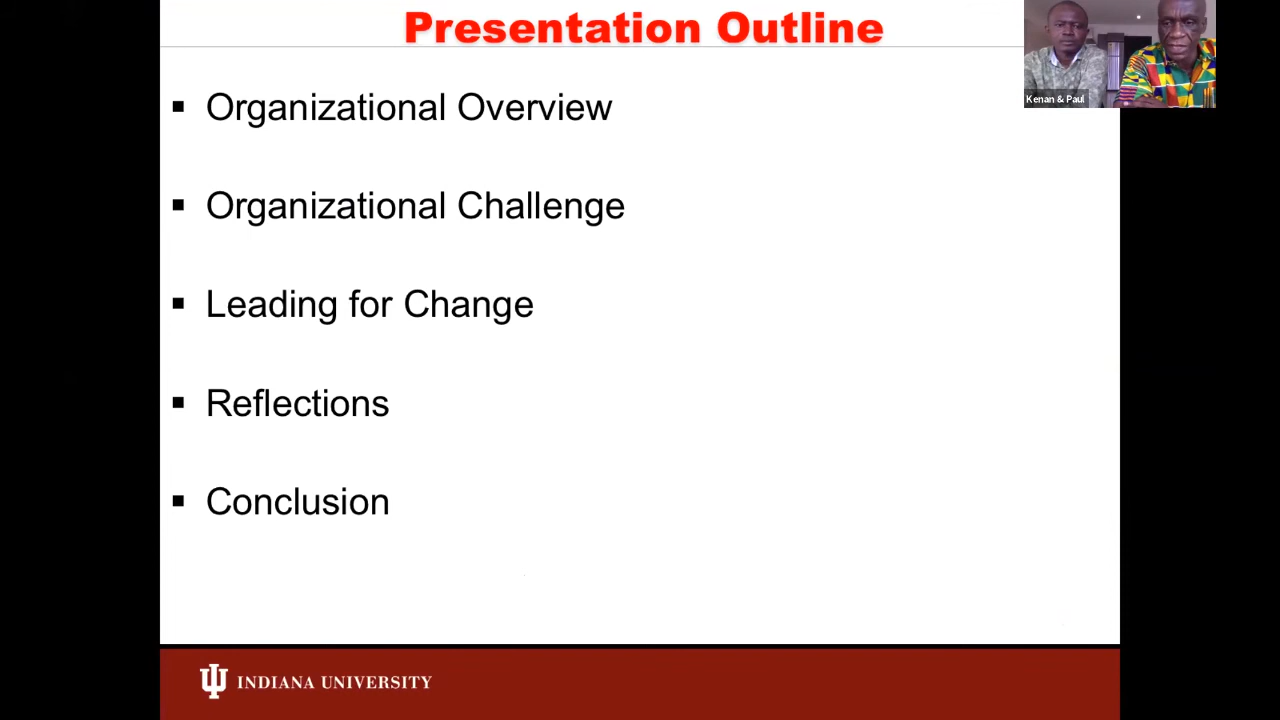 Presentation Outline
Kenan & Paul
▪ Organizational Overview
▪ Organizational Challenge
▪ Leading for Change
▪ Reflections
▪ Conclusion
INDIANA UNIVERSITY